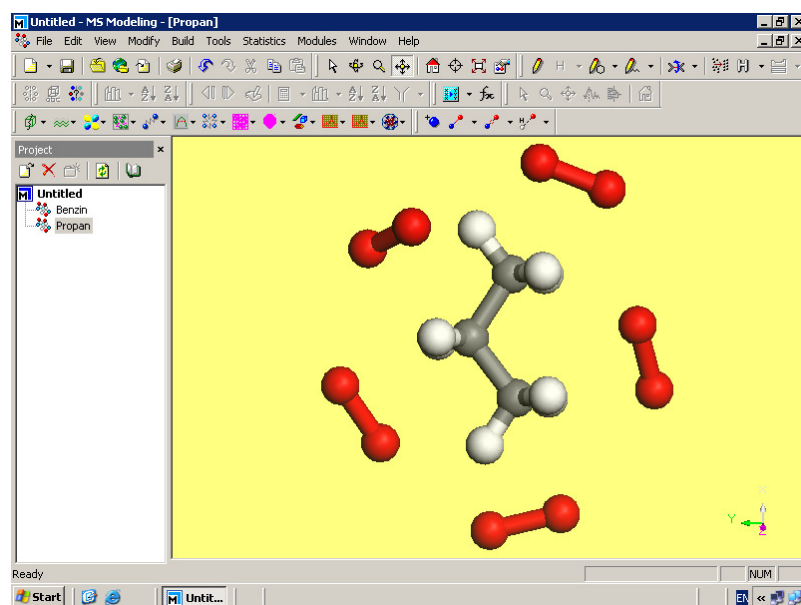 Untitled - MS Modeling - [Propan]
File Edit View Modify Build Tools Statistics Modules Window Help
Project
Untitled
Benzin
Propan
Y
Z
Ready
NUM
Start
Untit...
EN